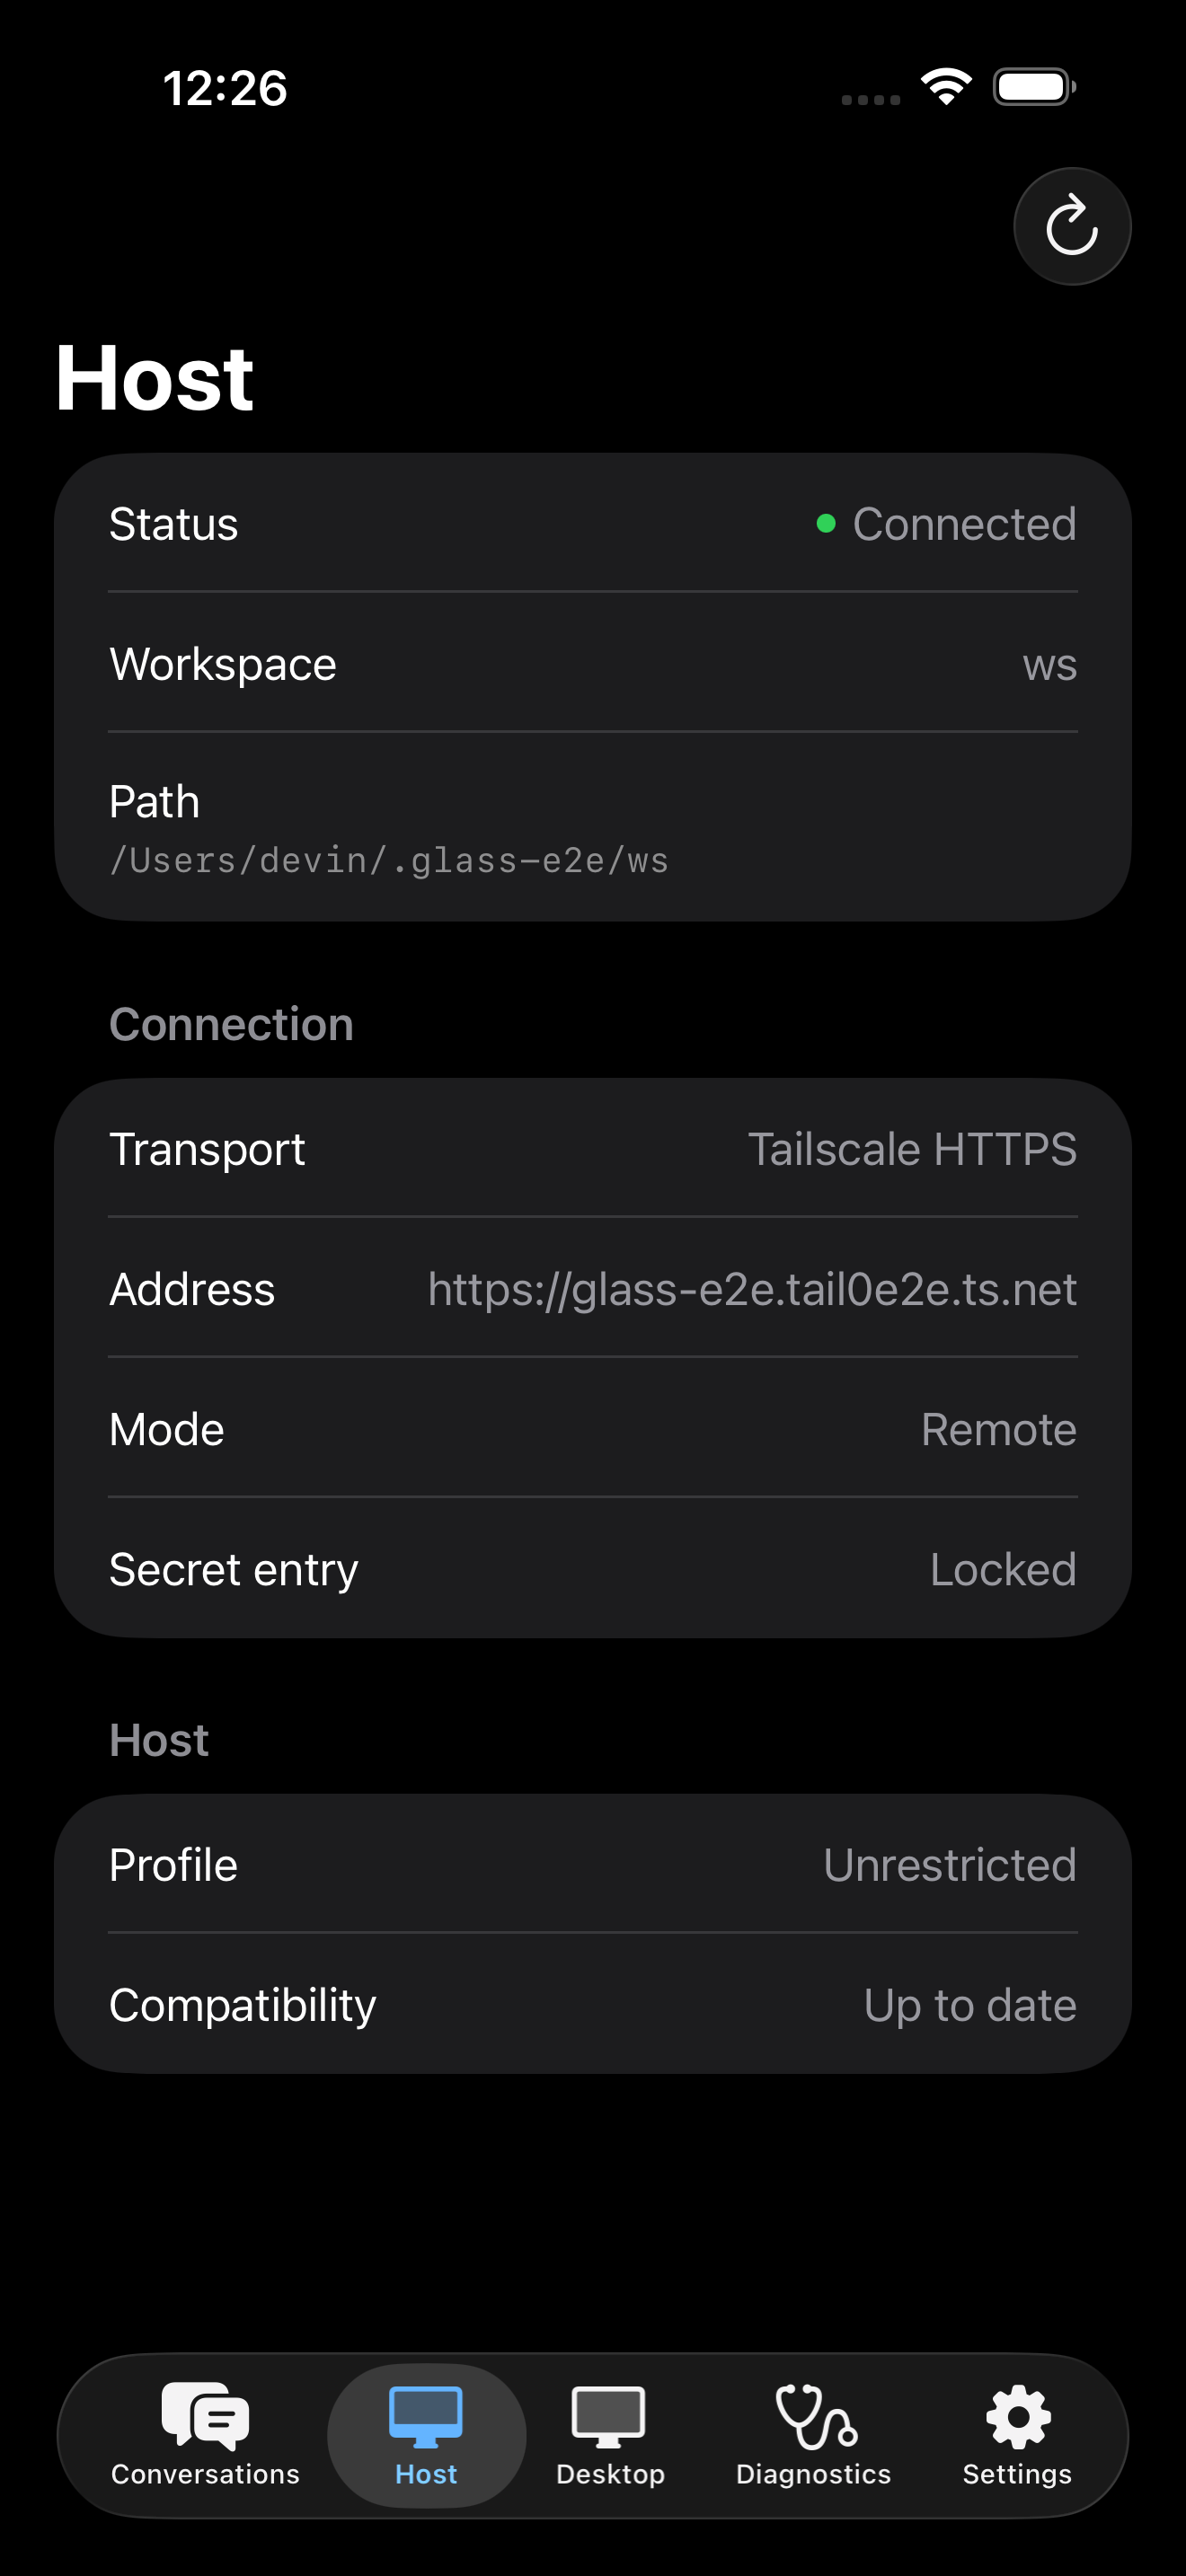 12:26
Host
Status Connected
Workspace ws
Path
/Users/devin/.glass-e2e/ws
Connection
Transport Tailscale HTTPS
Address https://glass-e2e.tail0e2e.ts.net
Mode Remote
Secret entry Locked
Host
Profile Unrestricted
Compatibility Up to date
Conversations Host Desktop Diagnostics Settings